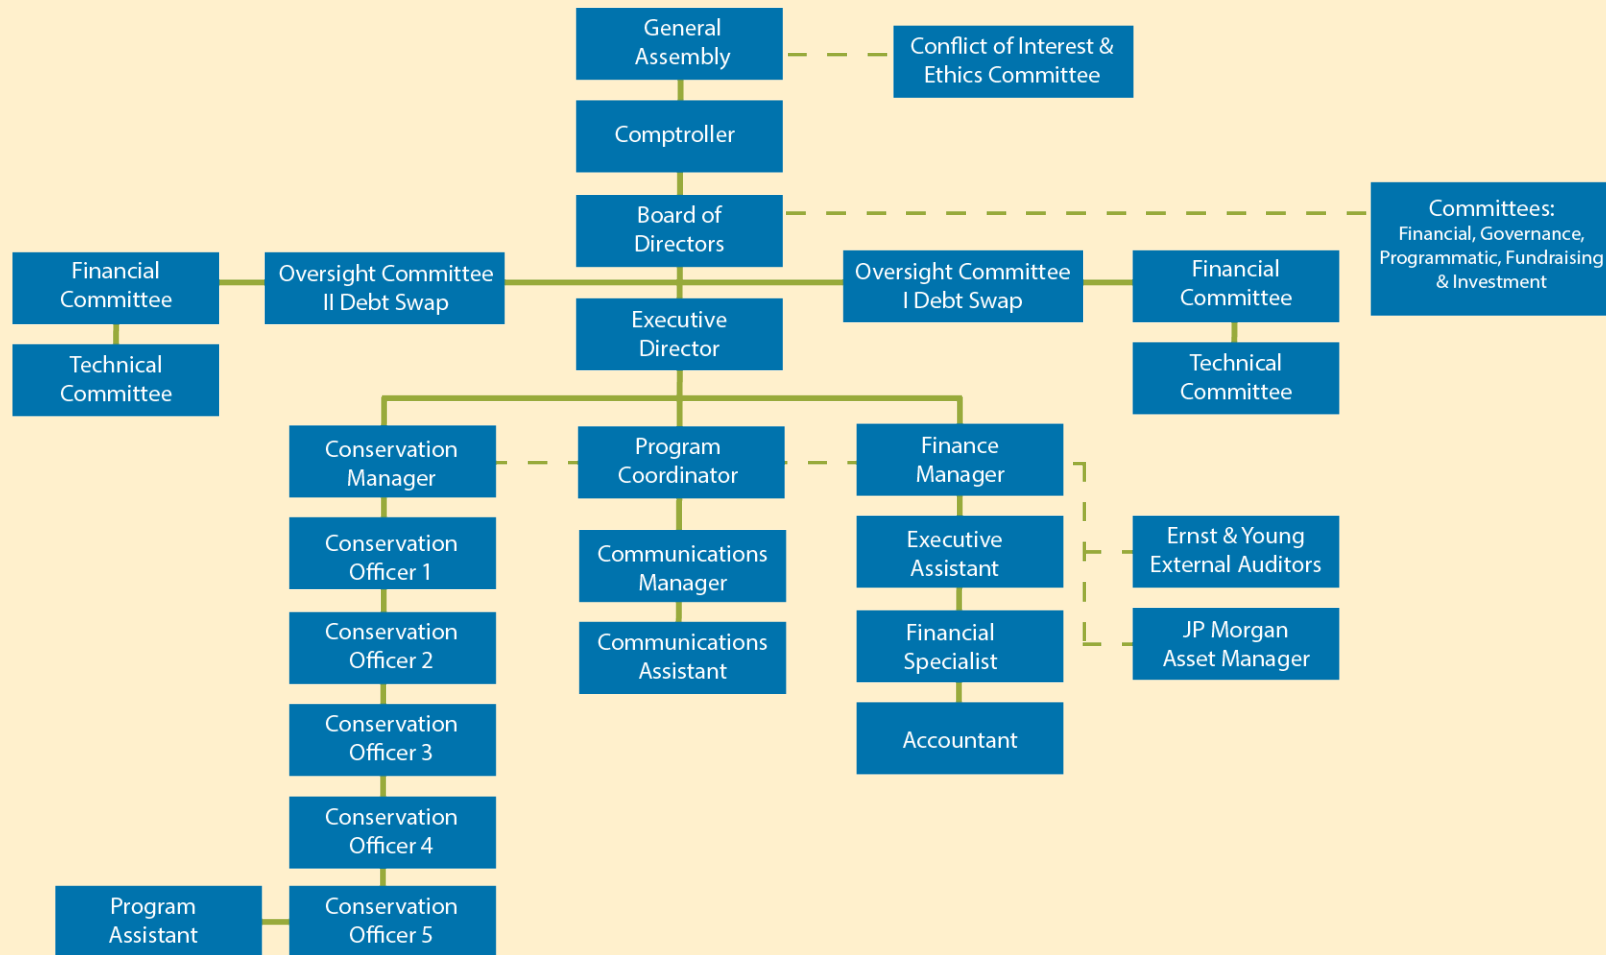 General
Assembly
Conflict of Interest &
Ethics Committee
Comptroller
Board of
Directors
Committees:
Financial, Governance,
Programmatic, Fundraising
& Investment
Financial
Committee
Oversight Committee
II Debt Swap
Oversight Committee
I Debt Swap
Financial
Committee
Executive
Director
Technical
Committee
Technical
Committee
Conservation
Manager
Program
Coordinator
Finance
Manager
Conservation
Officer 1
Communications
Manager
Executive
Assistant
Ernst & Young
External Auditors
Conservation
Officer 2
Communications
Assistant
Financial
Specialist
JP Morgan
Asset Manager
Conservation
Officer 3
Accountant
Conservation
Officer 4
Program
Assistant
Conservation
Officer 5